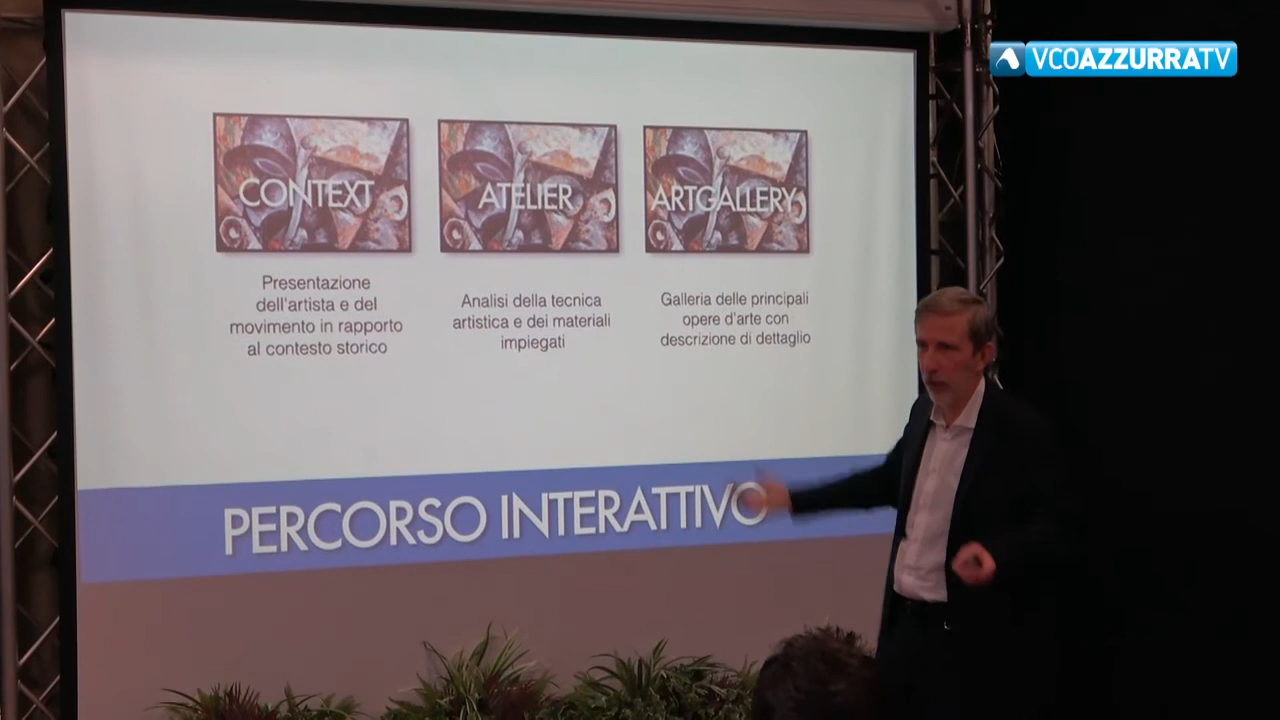 VCOAZZURRATV
CONTEXT
ATELIER
ARTGALLERY
Presentazione
dell'artista e del
movimento in rapporto
al contesto storico
Analisi della tecnica
artistica e dei materiali
impiegati
Galleria delle principali
opere d'arte con
descrizione di dettaglio
PERCORSO INTERATTIVO